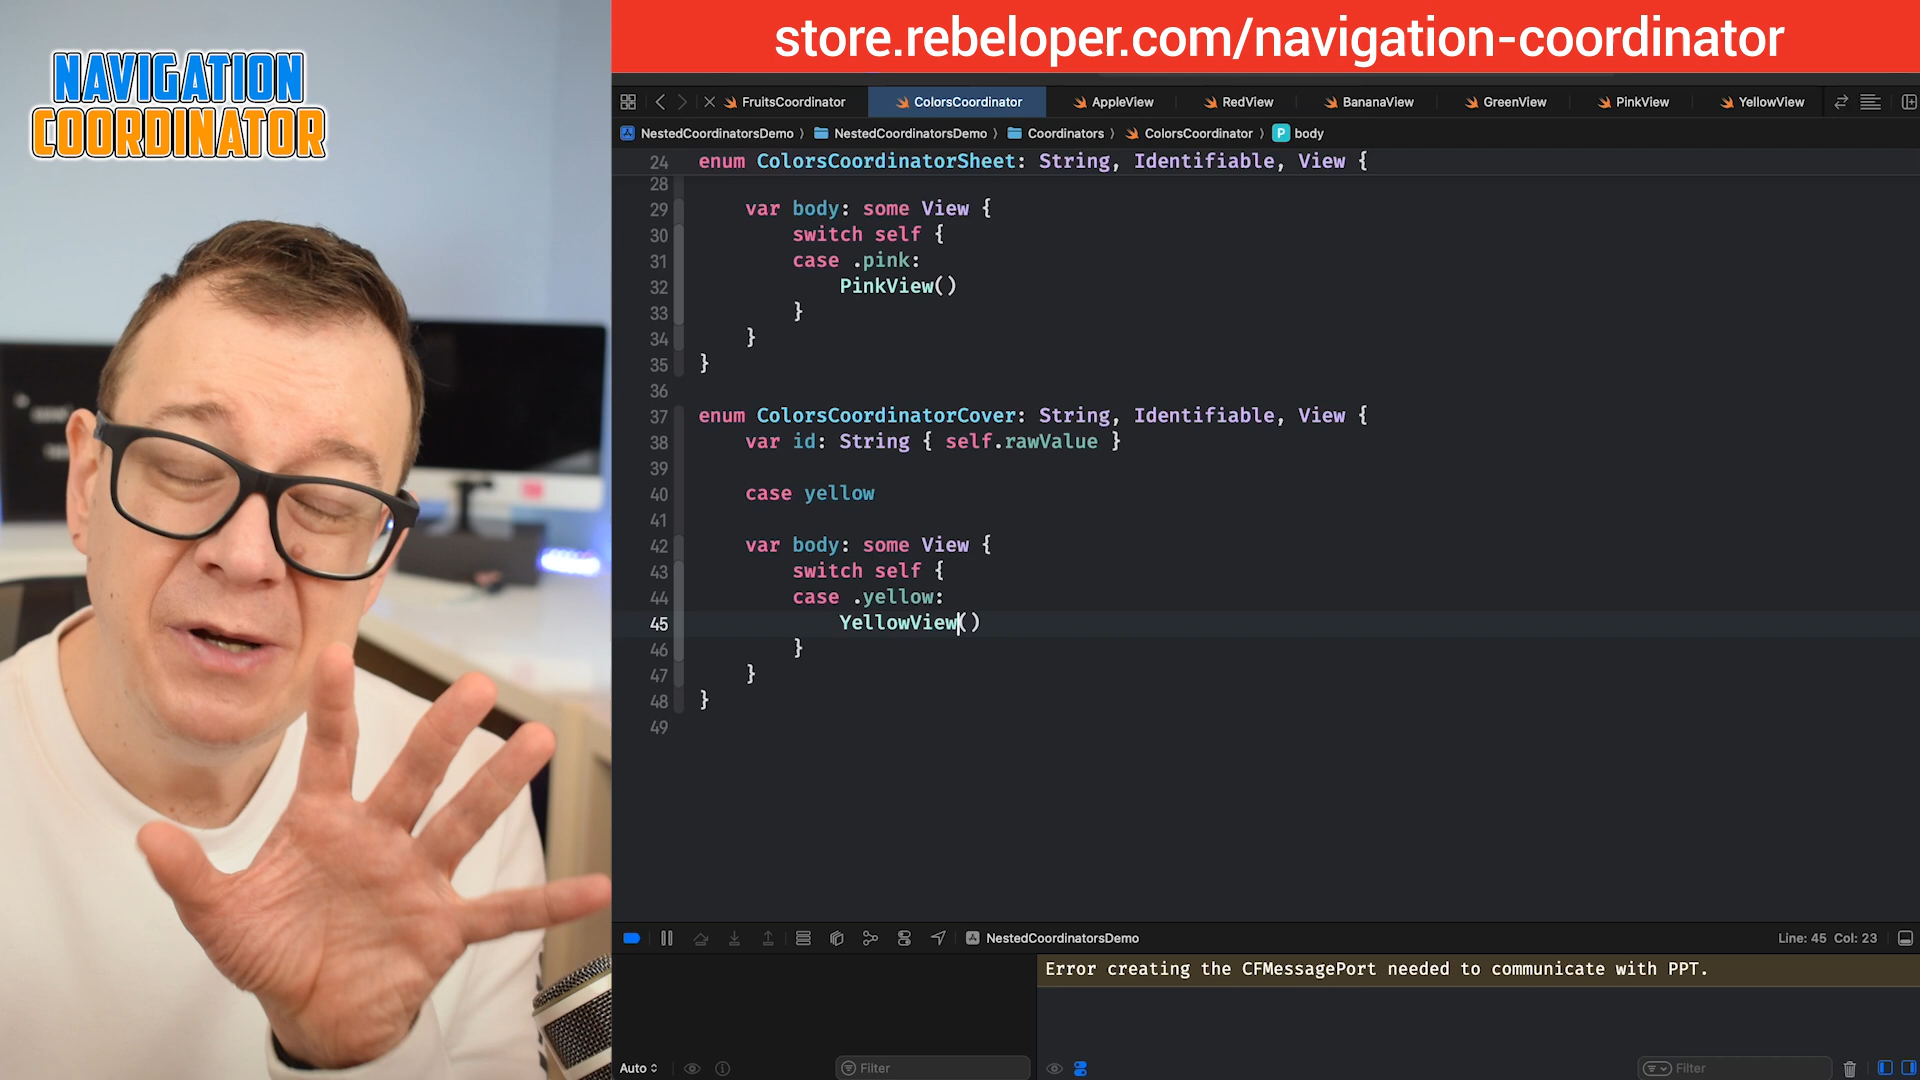 NAVIGATION
COORDINATOR
store.rebeloper.com/navigation-coordinator
FruitsCoordinator ColorsCoordinator AppleView RedView BananaView GreenView PinkView YellowView
NestedCoordinatorsDemo NestedCoordinatorsDemo Coordinators ColorsCoordinator P body
24 enum ColorsCoordinatorSheet: String, Identifiable, View {
28
29 var body: some View {
30 switch self {
31 case .pink:
32 PinkView()
33 }
34 }
35 }
36
37 enum ColorsCoordinatorCover: String, Identifiable, View {
38 var id: String { self.rawValue }
39
40 case yellow
41
42 var body: some View {
43 switch self {
44 case .yellow:
45 YellowView()
46 }
47 }
48 }
49
NestedCoordinatorsDemo Line: 45 Col: 23
Error creating the CFMessagePort needed to communicate with PPT.
Auto Filter Filter